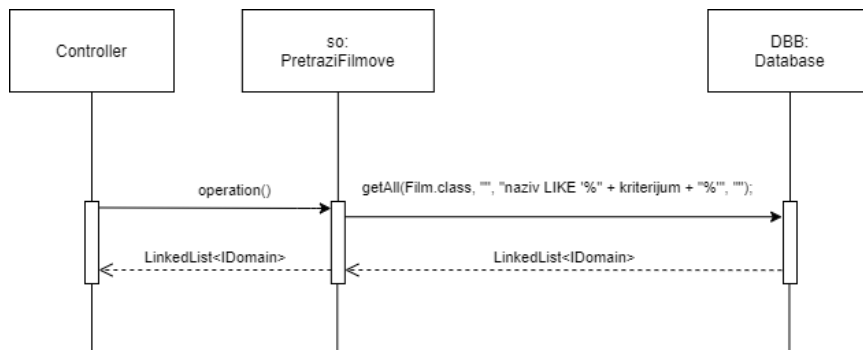 Controller
so:
PretraziFilmove
DBB:
Database
operation()
getAll(Film.class, "", "naziv LIKE '%" + kriterijum + "%'", "");
LinkedList<IDomain>
LinkedList<IDomain>